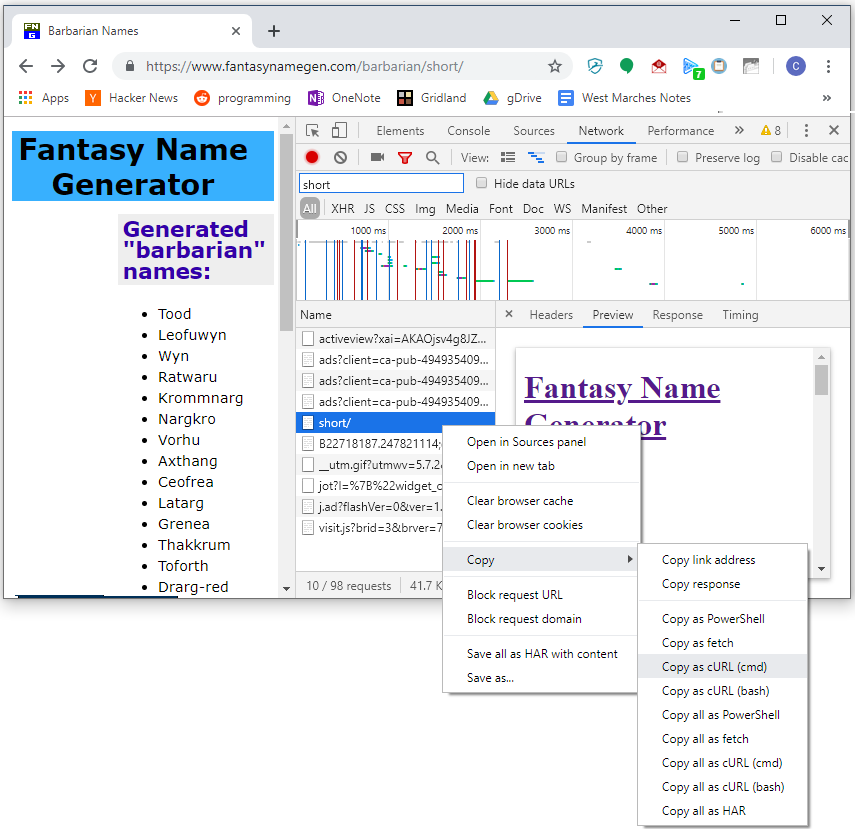 Barbarian Names
https://www.fantasynamegen.com/barbarian/short/
7
C
Apps
Hacker News
programming
OneNote
Gridland
gDrive
West Marches Notes
»
Fantasy Name
Generator
Generated
"barbarian"
names:
Tood
Leofuwyn
Wyn
Ratwaru
Krommnarg
Nargkro
Vorhu
Axthang
Ceofrea
Latarg
Grenea
Thakkrum
Toforth
Drarg-red
Elements Console Sources Network Performance » 8
View: Group by frame Preserve log Disable cac
short Hide data URLs
All XHR JS CSS Img Media Font Doc WS Manifest Other
1000 ms 2000 ms 3000 ms 4000 ms 5000 ms 6000 ms
Name
activeview?xai=AKAOjsv4g8JZ...
ads?client=ca-pub-494935409...
ads?client=ca-pub-494935409...
ads?client=ca-pub-494935409...
short/
B22718187.247821114;
__utm.gif?utmwv=5.7.2
jot?l=%7B%22widget_o
j.ad?flashVer=0&ver=1.
visit.js?brid=3&brver=7
10 / 98 requests 41.7 K
Headers Preview Response Timing
Fantasy Name
Generator
Open in Sources panel
Open in new tab
Clear browser cache
Clear browser cookies
Copy
Block request URL
Block request domain
Save all as HAR with content
Save as...
Copy link address
Copy response
Copy as PowerShell
Copy as fetch
Copy as cURL (cmd)
Copy as cURL (bash)
Copy all as PowerShell
Copy all as fetch
Copy all as cURL (cmd)
Copy all as cURL (bash)
Copy all as HAR